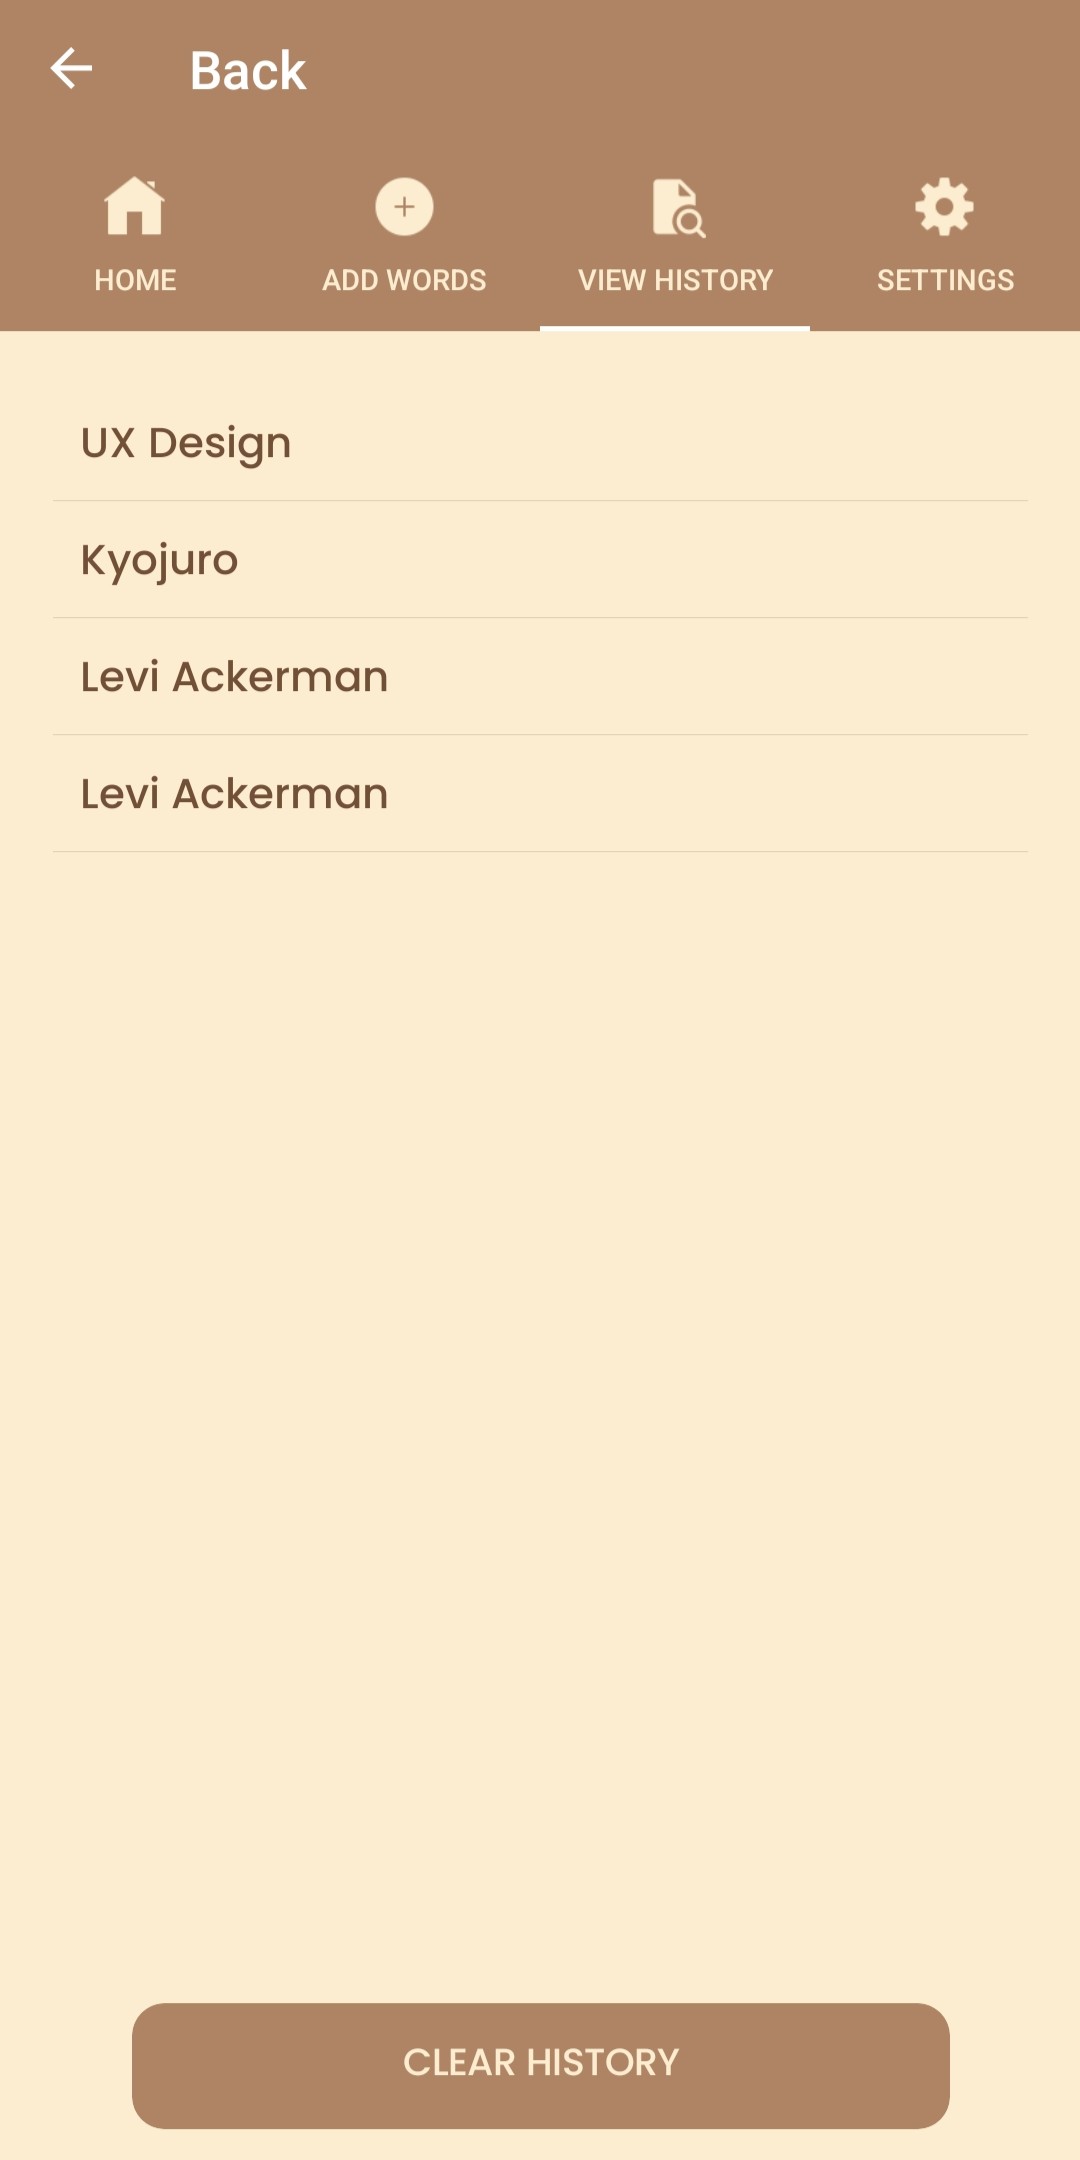 Back
HOME
ADD WORDS
VIEW HISTORY
SETTINGS
UX Design
Kyojuro
Levi Ackerman
Levi Ackerman
CLEAR HISTORY